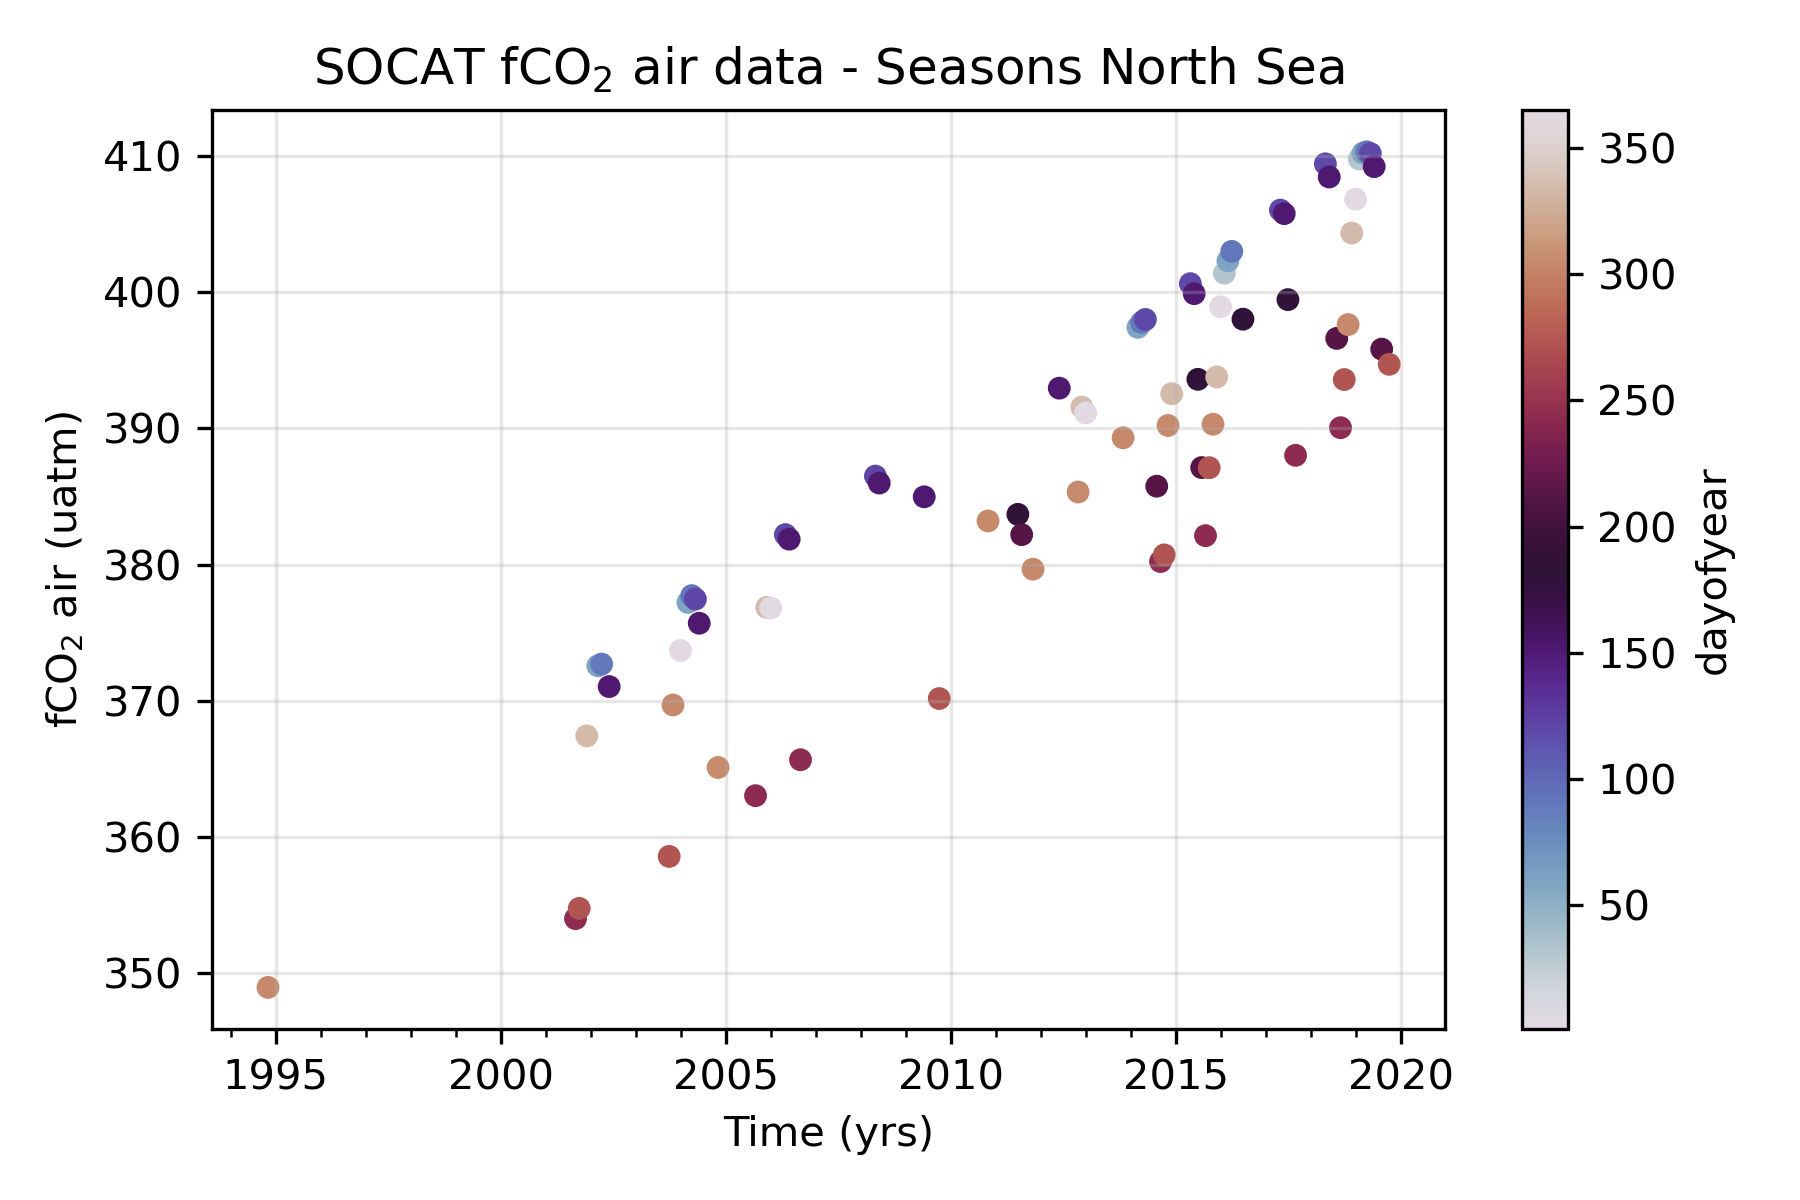 SOCAT fCO₂ air data - Seasons North Sea
fCO₂ air (uatm)
410
400
390
380
370
360
350
1995 2000 2005 2010 2015 2020
Time (yrs)
350
300
250
200
150
100
50
dayofyear